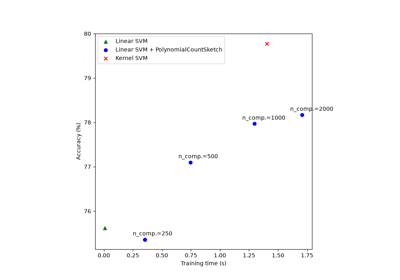 80
79
78
77
76
Accuracy (%)
Linear SVM
Linear SVM + PolynomialCountSketch
Kernel SVM
n_comp.=2000
n_comp.=1000
n_comp.=500
n_comp.=250
0.00 0.25 0.50 0.75 1.00 1.25 1.50 1.75
Training time (s)